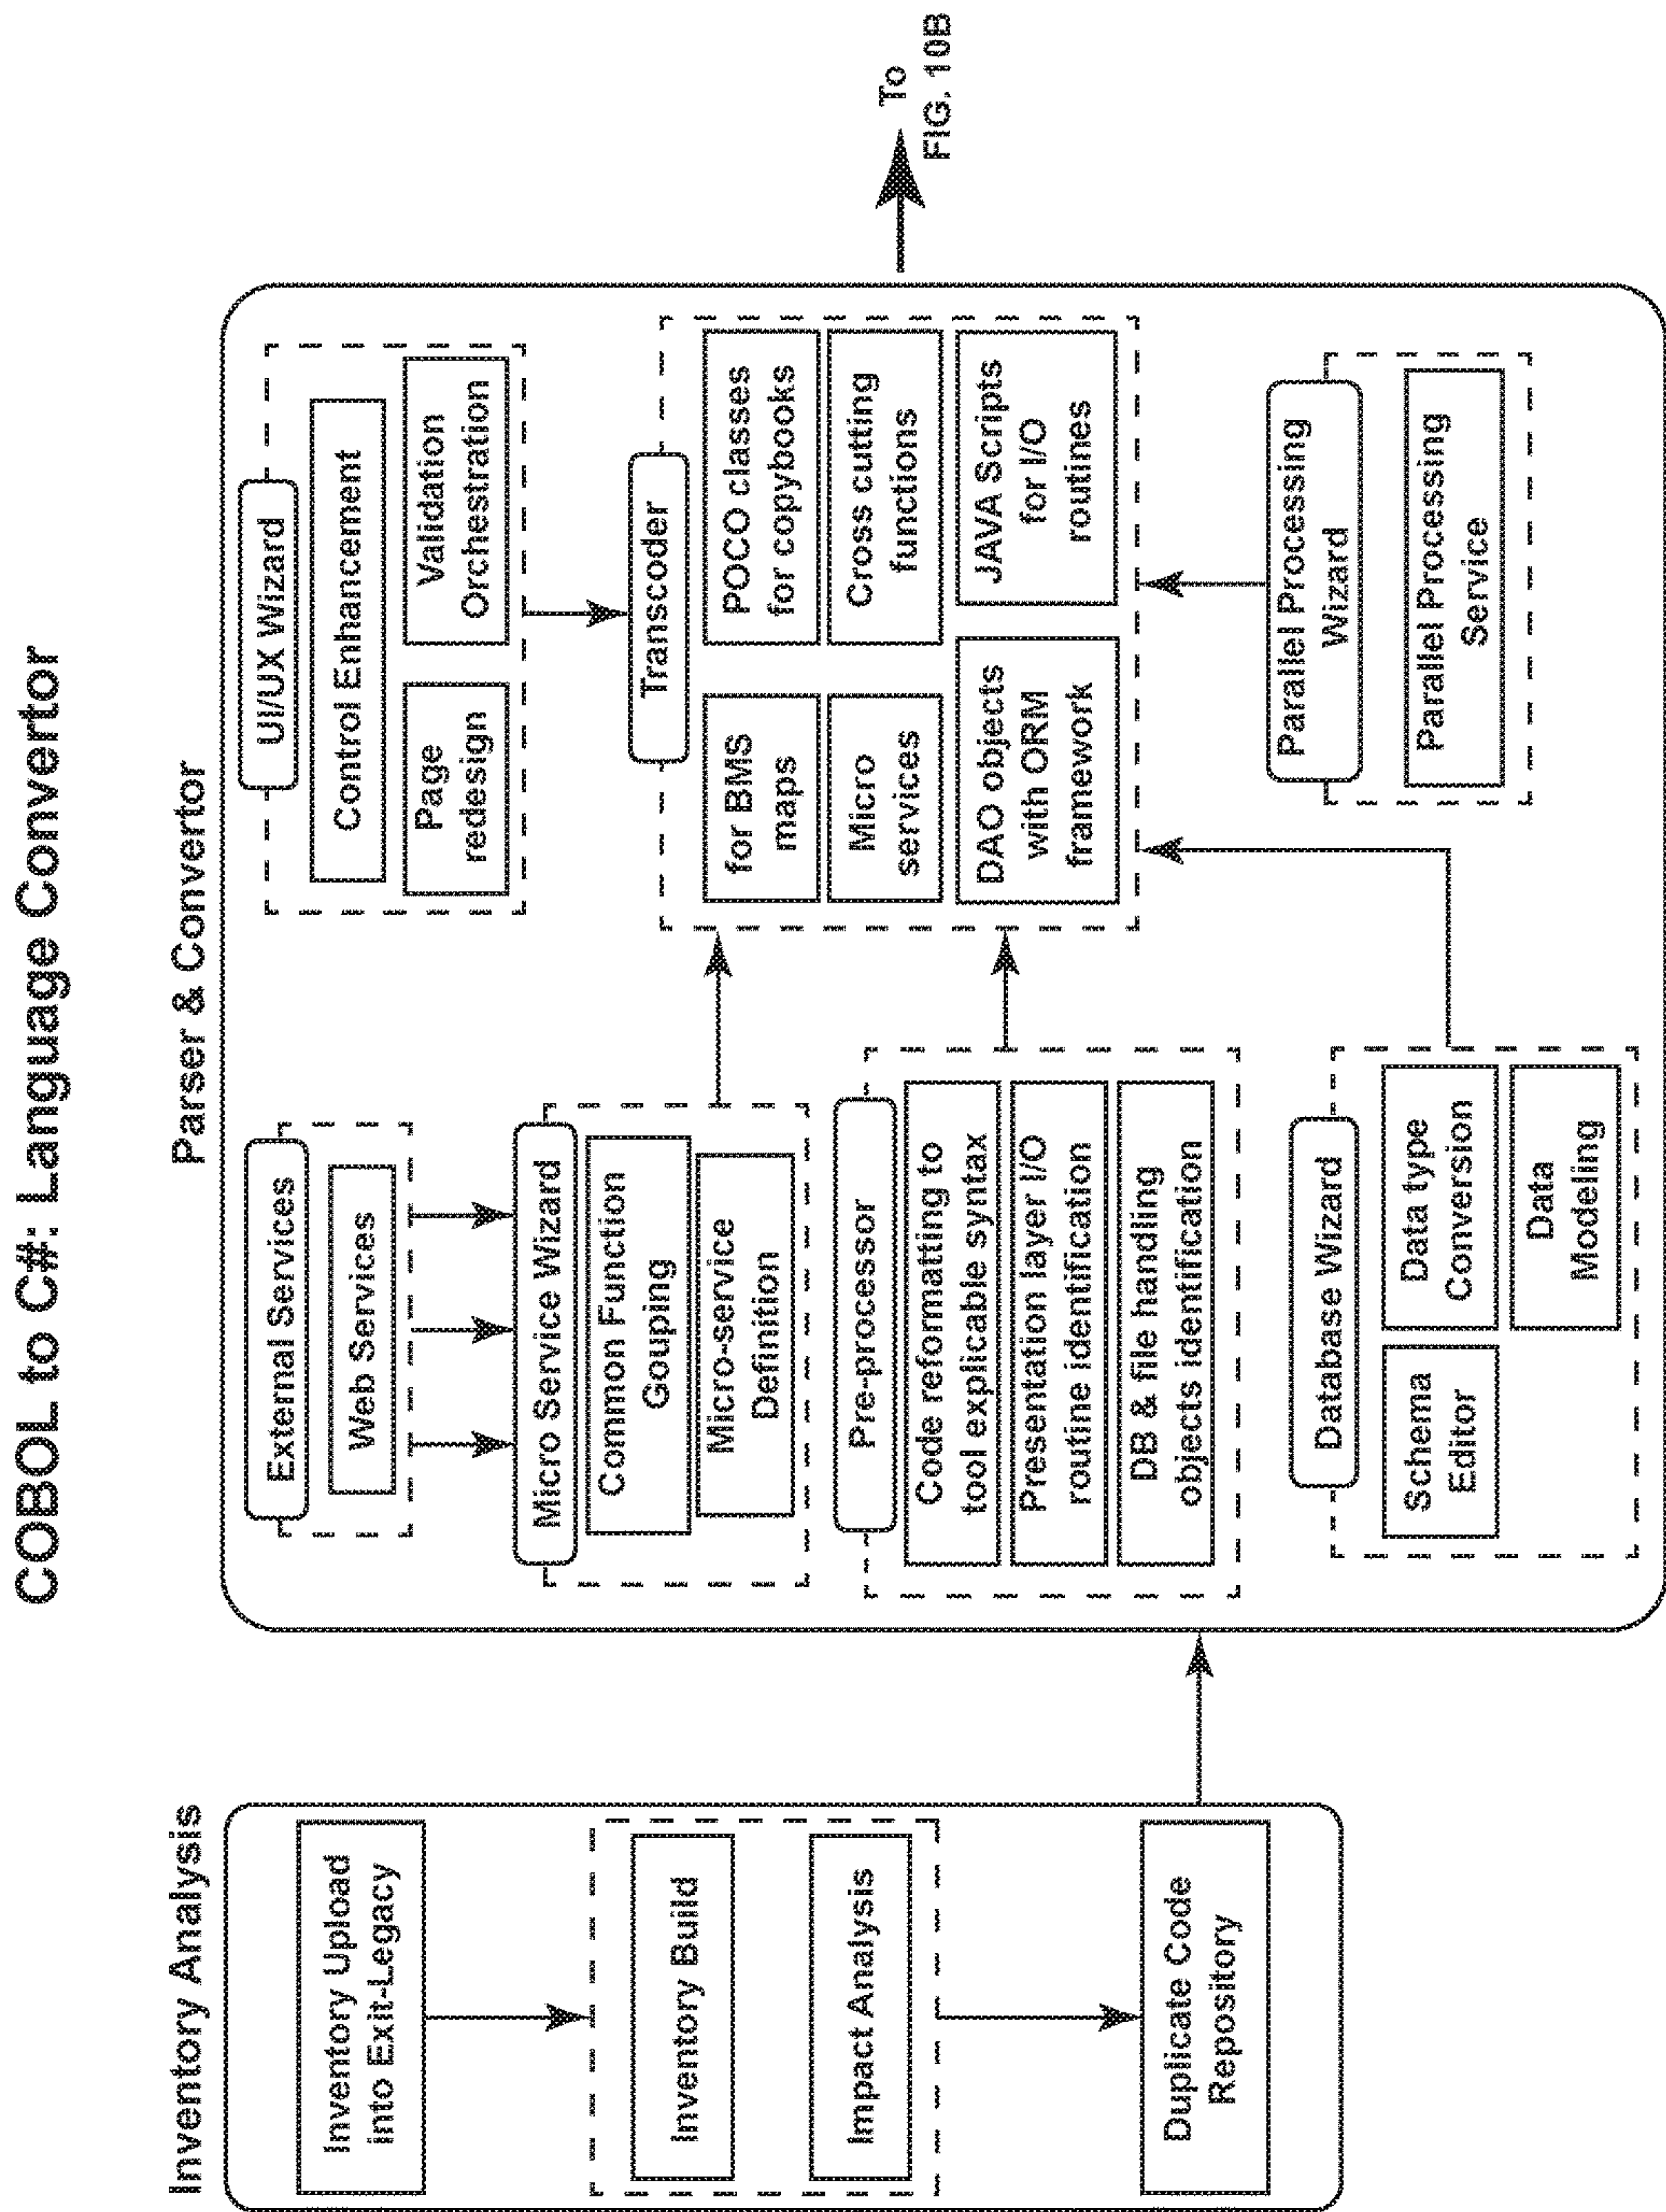 COBOL to C#: Language Convertor
Inventory Analysis
Inventory Upload
into Exit-Legacy
Inventory Build
Impact Analysis
Duplicate Code
Repository
Parser & Convertor
External Services
Web Services
Micro Service Wizard
Common Function
Gouping
Micro-service
Definition
Pre-processor
Code reformatting to
tool explicable syntax
Presentation layer I/O
routine identification
DB & file handling
objects identification
Database Wizard
Schema
Editor
Data type
Conversion
Data
Modeling
UI/UX Wizard
Control Enhancement
Page
redesign
Validation
Orchestration
Transcoder
for BMS
maps
POCO classes
for copybooks
Micro
services
Cross cutting
functions
DAO objects
with ORM
framework
JAVA Scripts
for I/O
routines
Parallel Processing
Wizard
Parallel Processing
Service
To
FIG. 10B